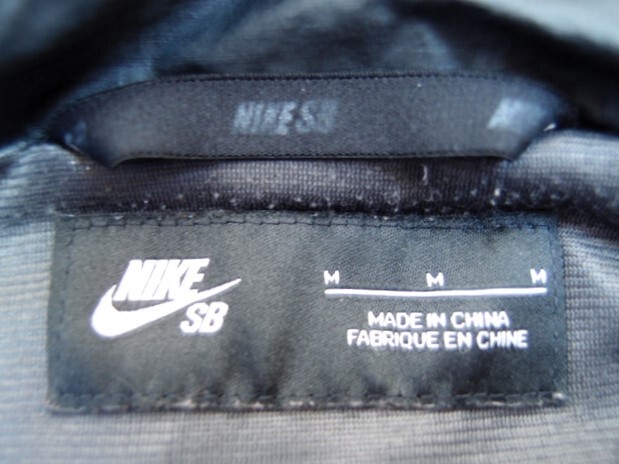 NIKE SB
NIKE
SB
M M M
MADE IN CHINA
FABRIQUE EN CHINE